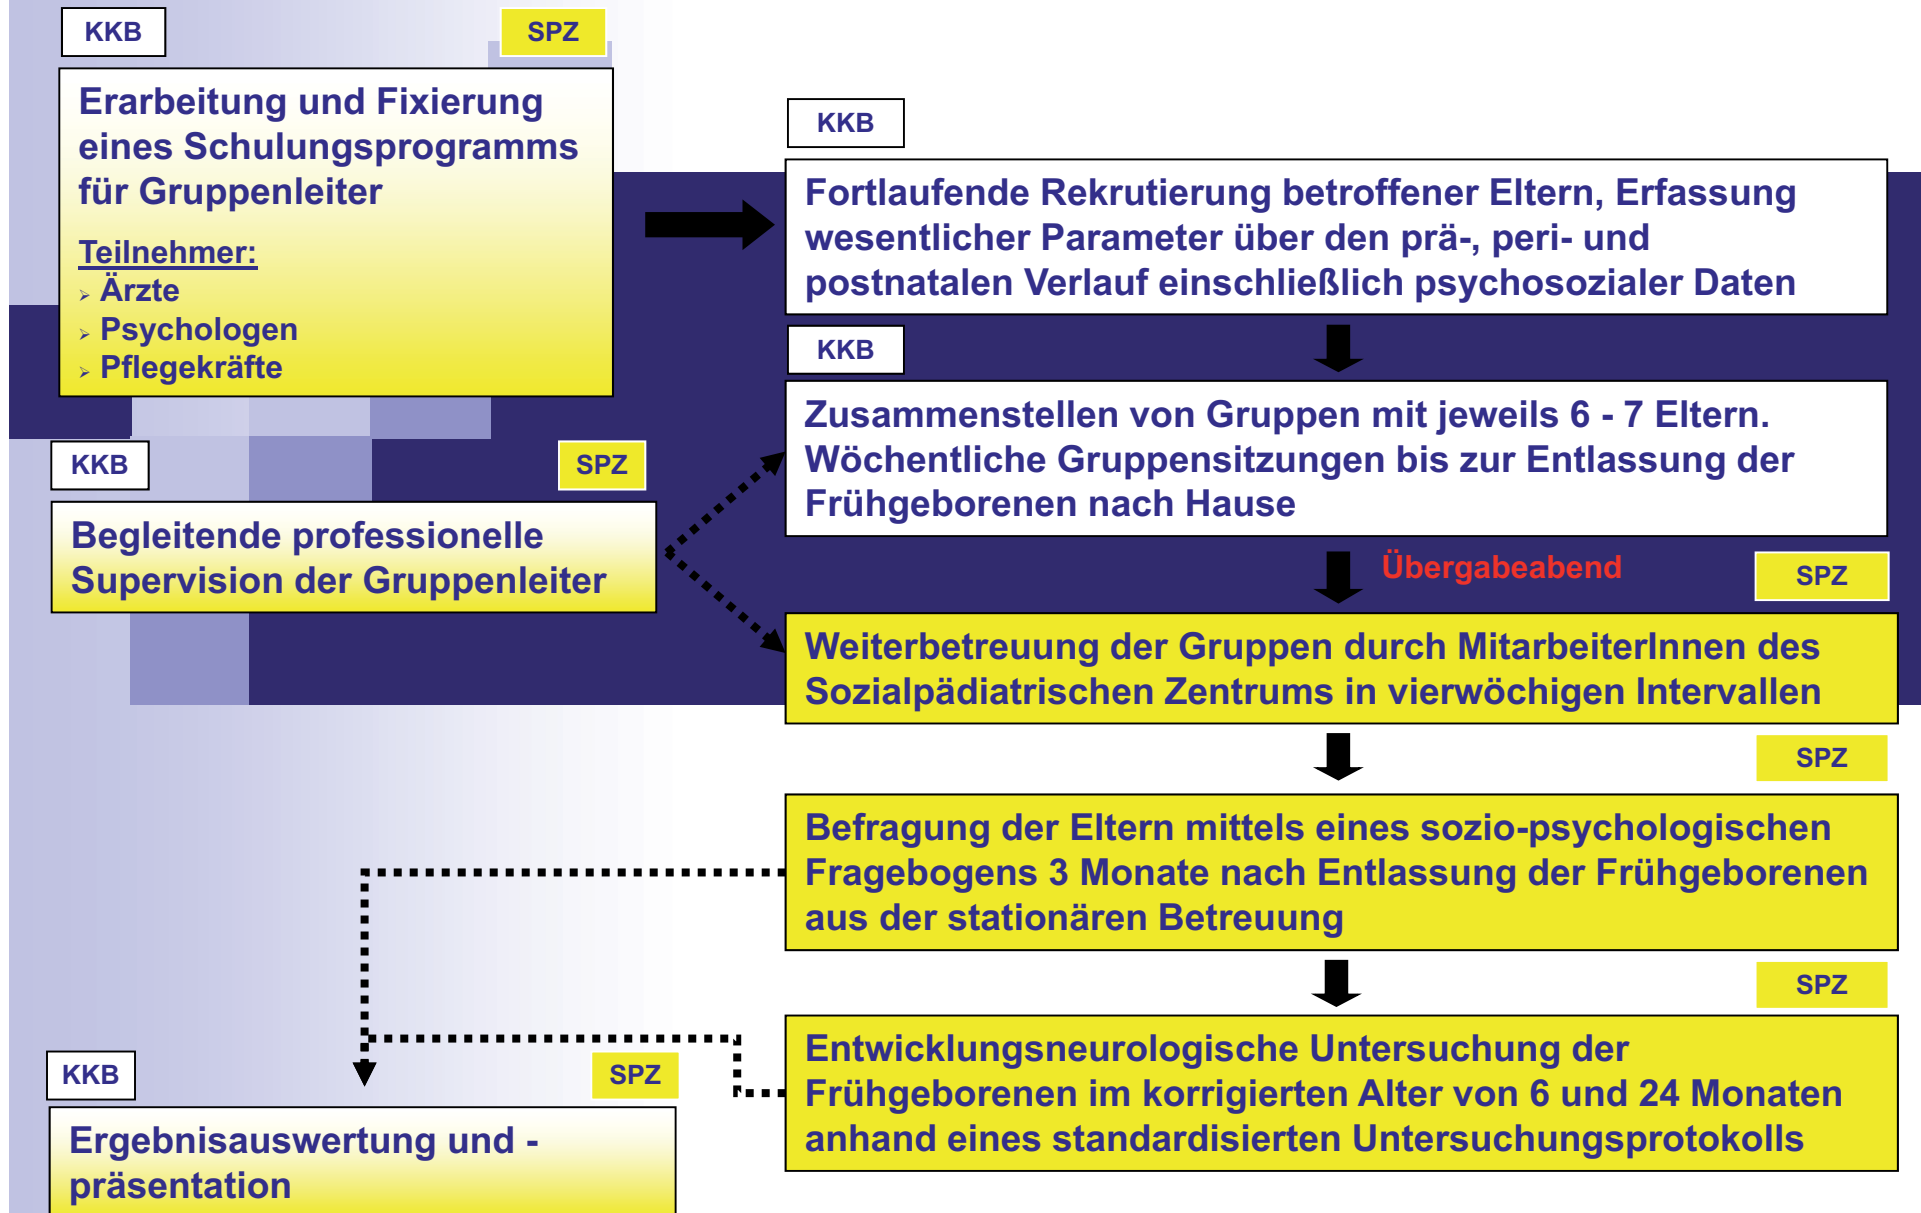 KKB
SPZ
Erarbeitung und Fixierung
eines Schulungsprogramms
für Gruppenleiter
Teilnehmer:
➢ Ärzte
➢ Psychologen
➢ Pflegekräfte
KKB
Fortlaufende Rekrutierung betroffener Eltern, Erfassung
wesentlicher Parameter über den prä-, peri- und
postnatalen Verlauf einschließlich psychosozialer Daten
KKB
Zusammenstellen von Gruppen mit jeweils 6 - 7 Eltern.
Wöchentliche Gruppensitzungen bis zur Entlassung der
Frühgeborenen nach Hause
KKB
SPZ
Begleitende professionelle
Supervision der Gruppenleiter
Übergabeabend
SPZ
Weiterbetreuung der Gruppen durch MitarbeiterInnen des
Sozialpädiatrischen Zentrums in vierwöchigen Intervallen
SPZ
Befragung der Eltern mittels eines sozio-psychologischen
Fragebogens 3 Monate nach Entlassung der Frühgeborenen
aus der stationären Betreuung
SPZ
Entwicklungsneurologische Untersuchung der
Frühgeborenen im korrigierten Alter von 6 und 24 Monaten
anhand eines standardisierten Untersuchungsprotokolls
KKB
SPZ
Ergebnisauswertung und -
präsentation